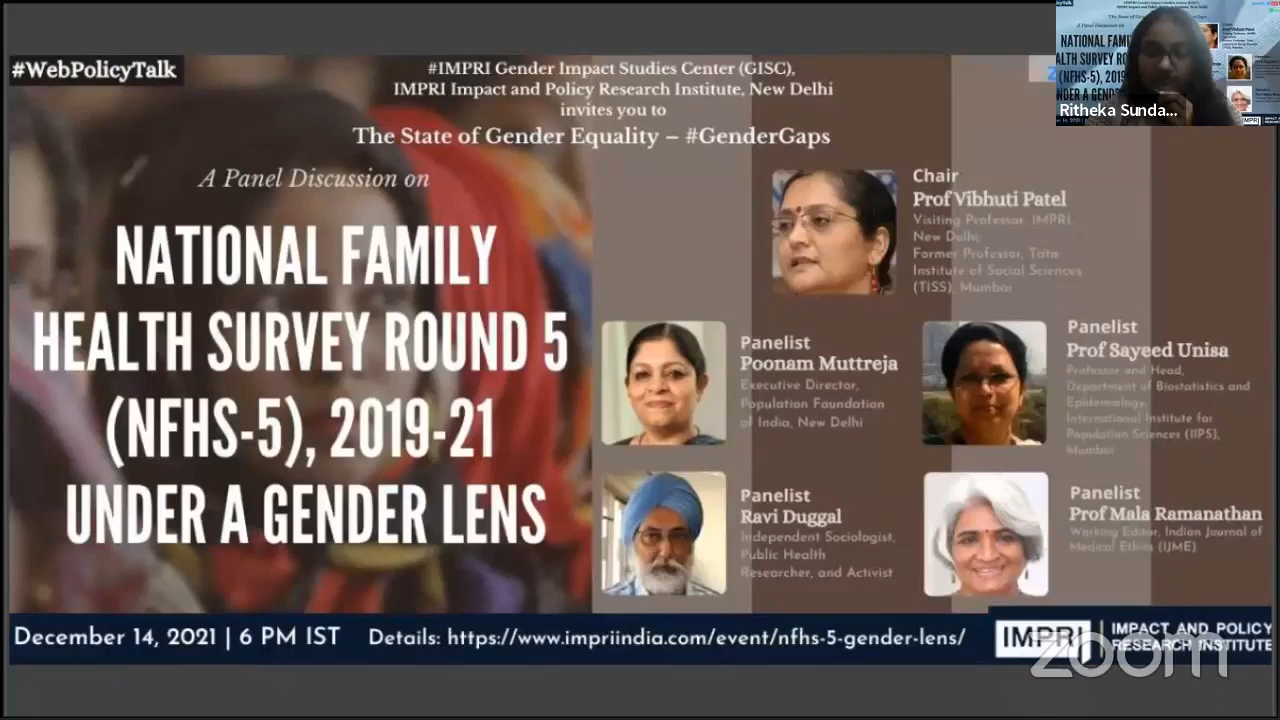 #WebPolicyTalk
#IMPRI Gender Impact Studies Center (GISC),
IMPRI Impact and Policy Research Institute, New Delhi
invites you to
The State of Gender Equality – #GenderGaps
A Panel Discussion on
NATIONAL FAMILY
HEALTH SURVEY ROUND 5
(NFHS-5), 2019-21
UNDER A GENDER LENS
Chair
Prof Vibhuti Patel
Visiting Professor, IMPRI
New Delhi;
Former Professor, Tata
Institute of Social Sciences
(TISS), Mumbai
Panelist
Poonam Muttreja
Executive Director,
Population Foundation
of India, New Delhi
Panelist
Prof Sayeed Unisa
Professor and Head,
Department of Biostatistics and
Epidemiology,
International Institute for
Population Sciences (IIPS),
Mumbai
Panelist
Ravi Duggal
Independent Sociologist,
Public Health
Researcher, and Activist
Panelist
Prof Mala Ramanathan
Working Editor, Indian Journal of
Medical Ethics (IJME)
December 14, 2021 | 6 PM IST
Details: https://www.impriindia.com/event/nfhs-5-gender-lens/
IMPRI
IMPACT AND POLICY
RESEARCH INSTITUTE
zoom
Ritheka Sunda...